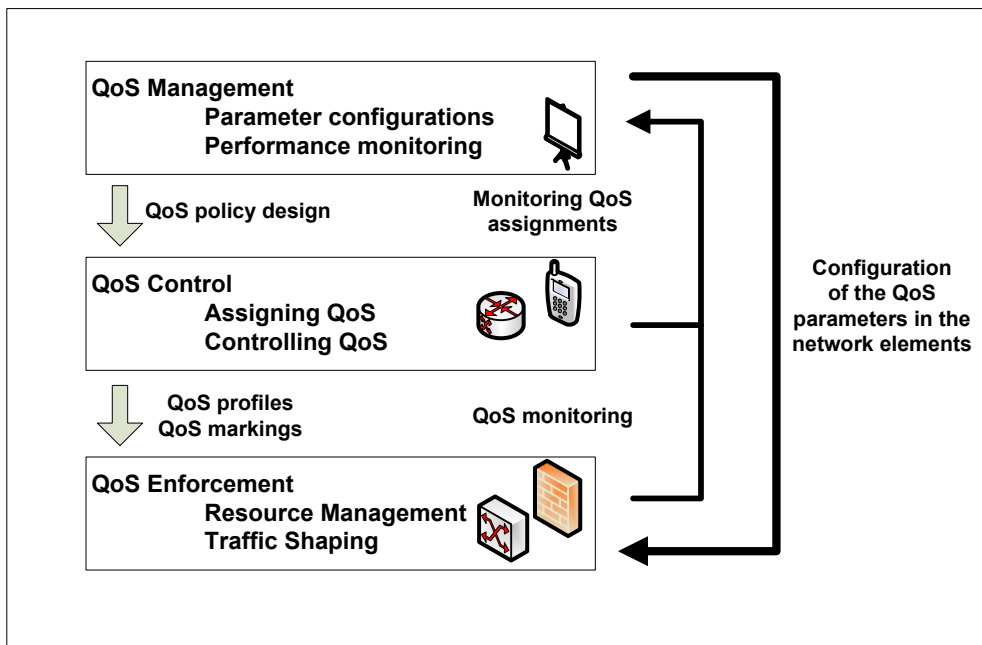 QoS Management
Parameter configurations
Performance monitoring
QoS policy design
Monitoring QoS
assignments
QoS Control
Assigning QoS
Controlling QoS
Configuration
of the QoS
parameters in the
network elements
QoS profiles
QoS markings
QoS monitoring
QoS Enforcement
Resource Management
Traffic Shaping